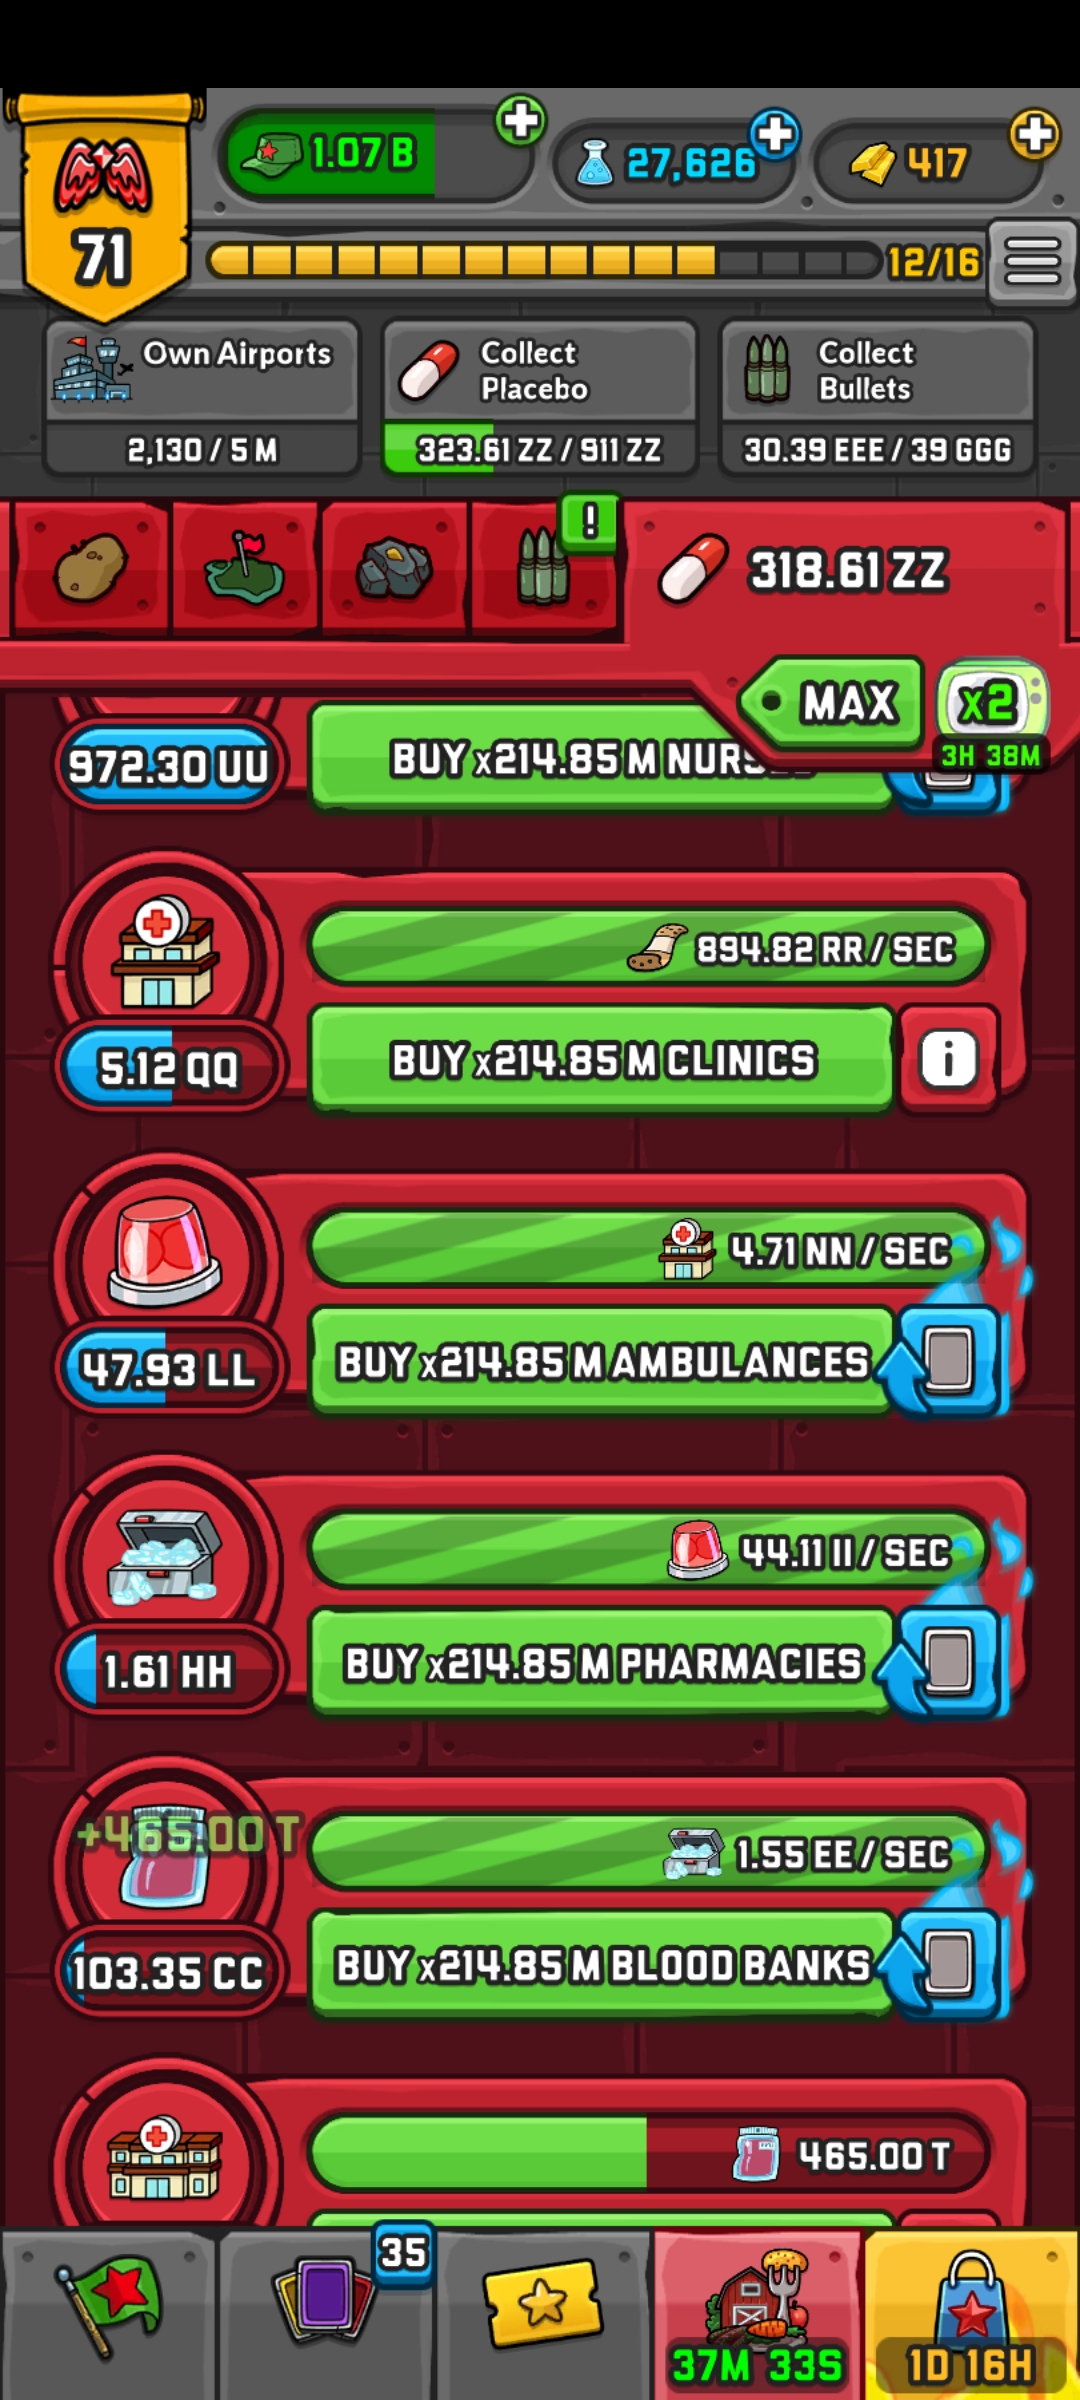 71
1.07 B
27,626
417
12/16
Own Airports
2,130 / 5 M
Collect
Placebo
323.61 ZZ / 911 ZZ
Collect
Bullets
30.39 EEE / 39 GGG
!
318.61 ZZ
MAX
x2
3H 38M
972.30 UU
BUY x214.85 M
894.82 RR / SEC
5.12 QQ
BUY x214.85 M CLINICS
i
4.71 NN / SEC
47.93 LL
BUY x214.85 M AMBULANCES
44.11 II / SEC
1.61 HH
BUY x214.85 M PHARMACIES
+465.00 T
1.55 EE / SEC
103.35 CC
BUY x214.85 M BLOOD BANKS
465.00 T
35
37M 33S
1D 16H